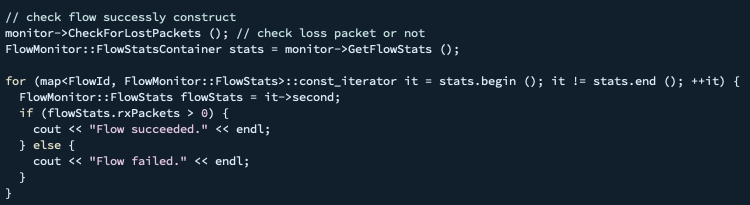 // check flow successly construct
monitor->CheckForLostPackets (); // check loss packet or not
FlowMonitor::FlowStatsContainer stats = monitor->GetFlowStats ();

for (map<FlowId, FlowMonitor::FlowStats>::const_iterator it = stats.begin (); it != stats.end (); ++it) {
  FlowMonitor::FlowStats flowStats = it->second;
  if (flowStats.rxPackets > 0) {
    cout << "Flow succeeded." << endl;
  } else {
    cout << "Flow failed." << endl;
  }
}